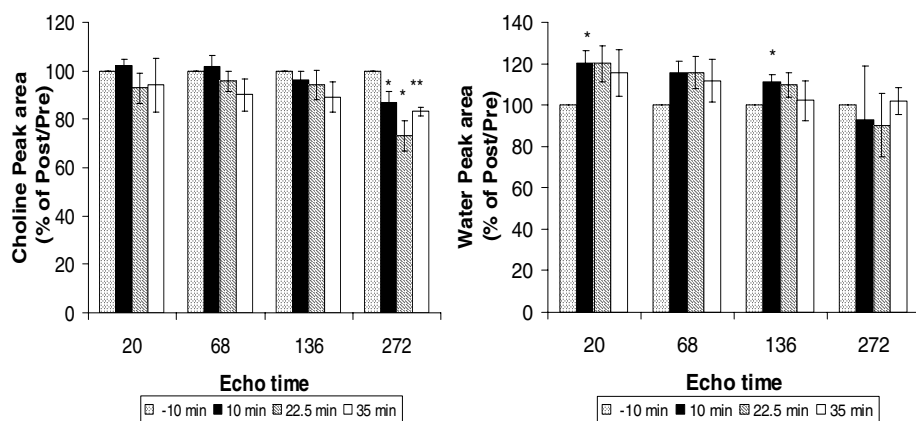 Choline Peak area
(% of Post/Pre)
120
100
80
60
40
20
0
* * **
20 68 136 272
Echo time
-10 min 10 min 22.5 min 35 min
Water Peak area
(% of Post/Pre)
140
120
100
80
60
40
20
0
* *
20 68 136 272
Echo time
-10 min 10 min 22.5 min 35 min